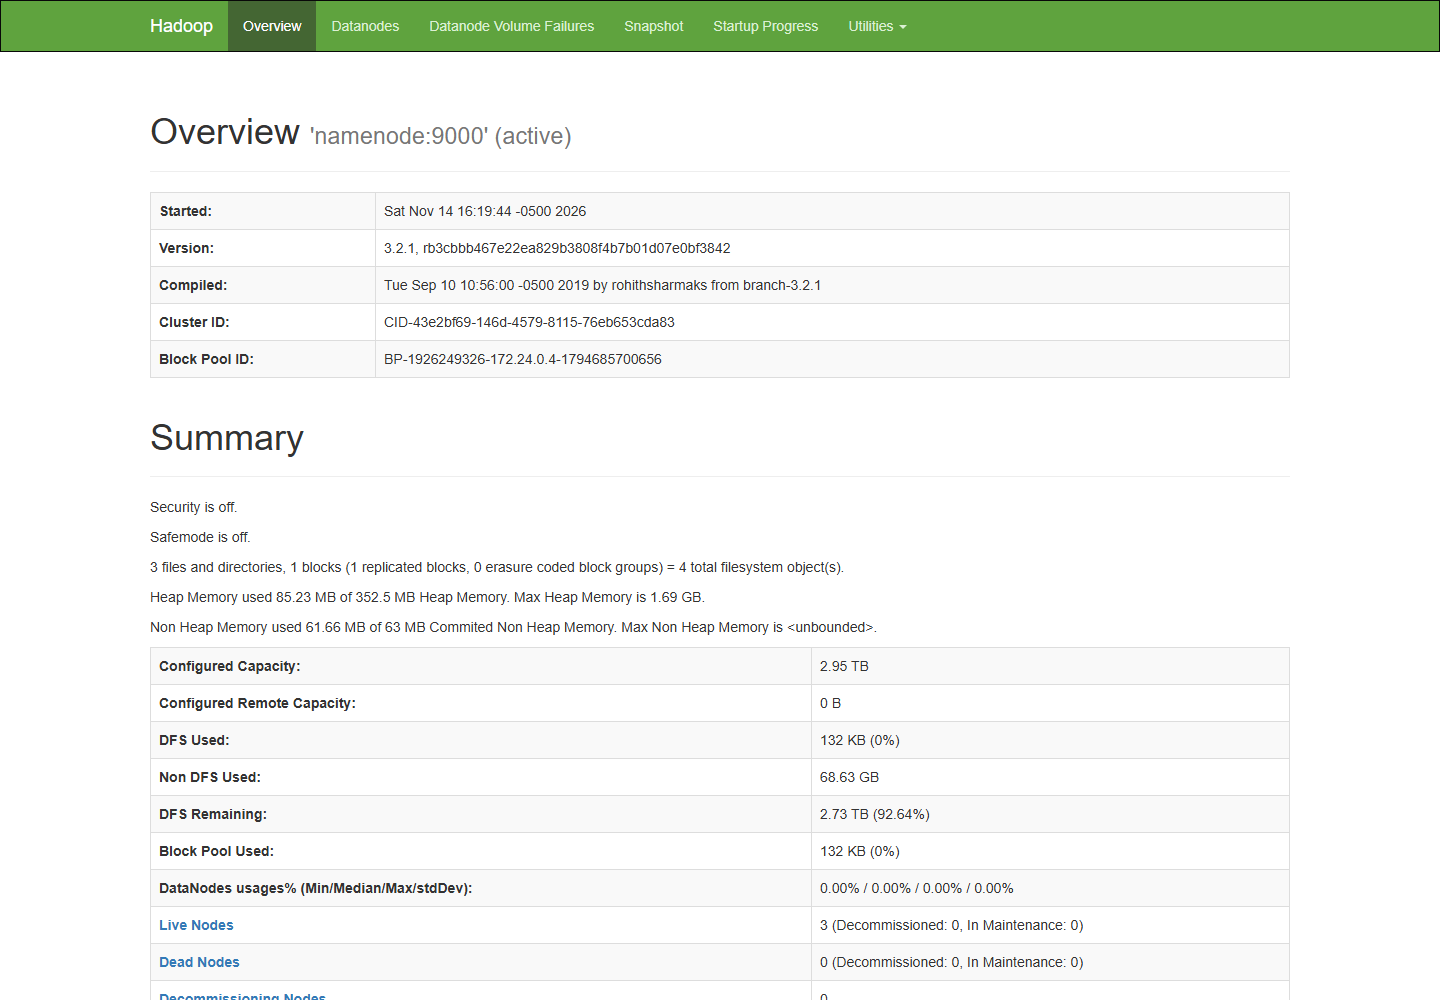 Hadoop Overview Datanodes Datanode Volume Failures Snapshot Startup Progress Utilities
Overview 'namenode:9000' (active)
Started: Sat Nov 14 16:19:44 -0500 2026
Version: 3.2.1, rb3cbbb467e22ea829b3808f4b7b01d07e0bf3842
Compiled: Tue Sep 10 10:56:00 -0500 2019 by rohithsharmaks from branch-3.2.1
Cluster ID: CID-43e2bf69-146d-4579-8115-76eb653cda83
Block Pool ID: BP-1926249326-172.24.0.4-1794685700656
Summary
Security is off.
Safemode is off.
3 files and directories, 1 blocks (1 replicated blocks, 0 erasure coded block groups) = 4 total filesystem object(s).
Heap Memory used 85.23 MB of 352.5 MB Heap Memory. Max Heap Memory is 1.69 GB.
Non Heap Memory used 61.66 MB of 63 MB Commited Non Heap Memory. Max Non Heap Memory is <unbounded>.
Configured Capacity: 2.95 TB
Configured Remote Capacity: 0 B
DFS Used: 132 KB (0%)
Non DFS Used: 68.63 GB
DFS Remaining: 2.73 TB (92.64%)
Block Pool Used: 132 KB (0%)
DataNodes usages% (Min/Median/Max/stdDev): 0.00% / 0.00% / 0.00% / 0.00%
Live Nodes 3 (Decommissioned: 0, In Maintenance: 0)
Dead Nodes 0 (Decommissioned: 0, In Maintenance: 0)
Decommissioning Nodes 0